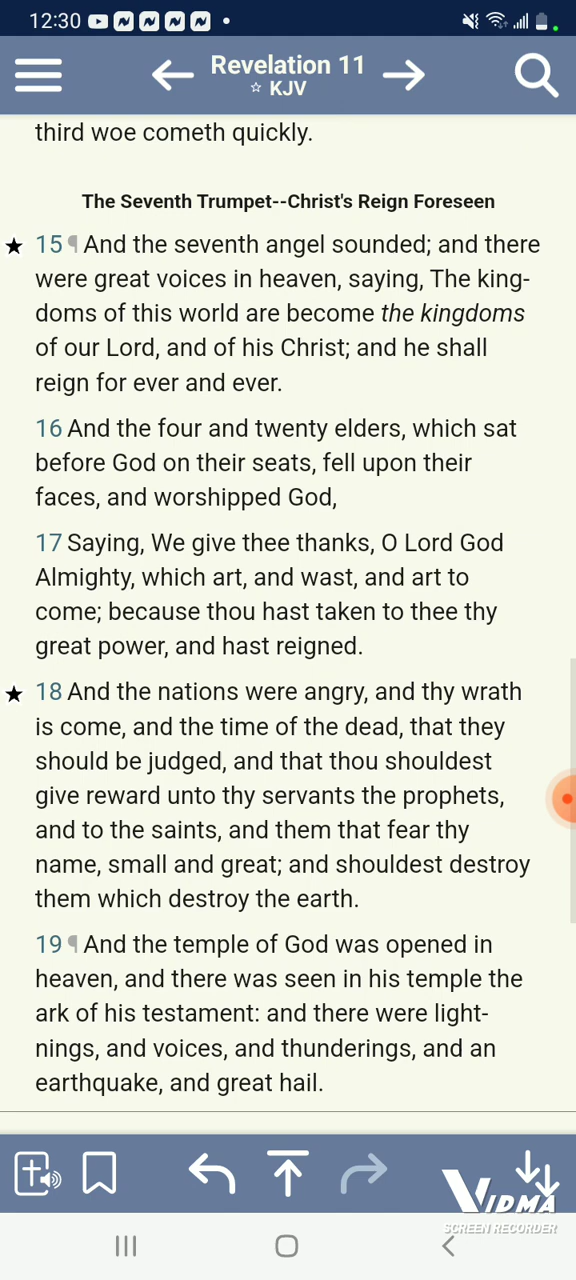 12:30
Revelation 11
☆ KJV
third woe cometh quickly.
The Seventh Trumpet--Christ's Reign Foreseen
★ 15 ¶ And the seventh angel sounded; and there
were great voices in heaven, saying, The king-
doms of this world are become the kingdoms
of our Lord, and of his Christ; and he shall
reign for ever and ever.
16 And the four and twenty elders, which sat
before God on their seats, fell upon their
faces, and worshipped God,
17 Saying, We give thee thanks, O Lord God
Almighty, which art, and wast, and art to
come; because thou hast taken to thee thy
great power, and hast reigned.
★ 18 And the nations were angry, and thy wrath
is come, and the time of the dead, that they
should be judged, and that thou shouldest
give reward unto thy servants the prophets,
and to the saints, and them that fear thy
name, small and great; and shouldest destroy
them which destroy the earth.
19 ¶ And the temple of God was opened in
heaven, and there was seen in his temple the
ark of his testament: and there were light-
nings, and voices, and thunderings, and an
earthquake, and great hail.
VIDMA
SCREEN RECORDER